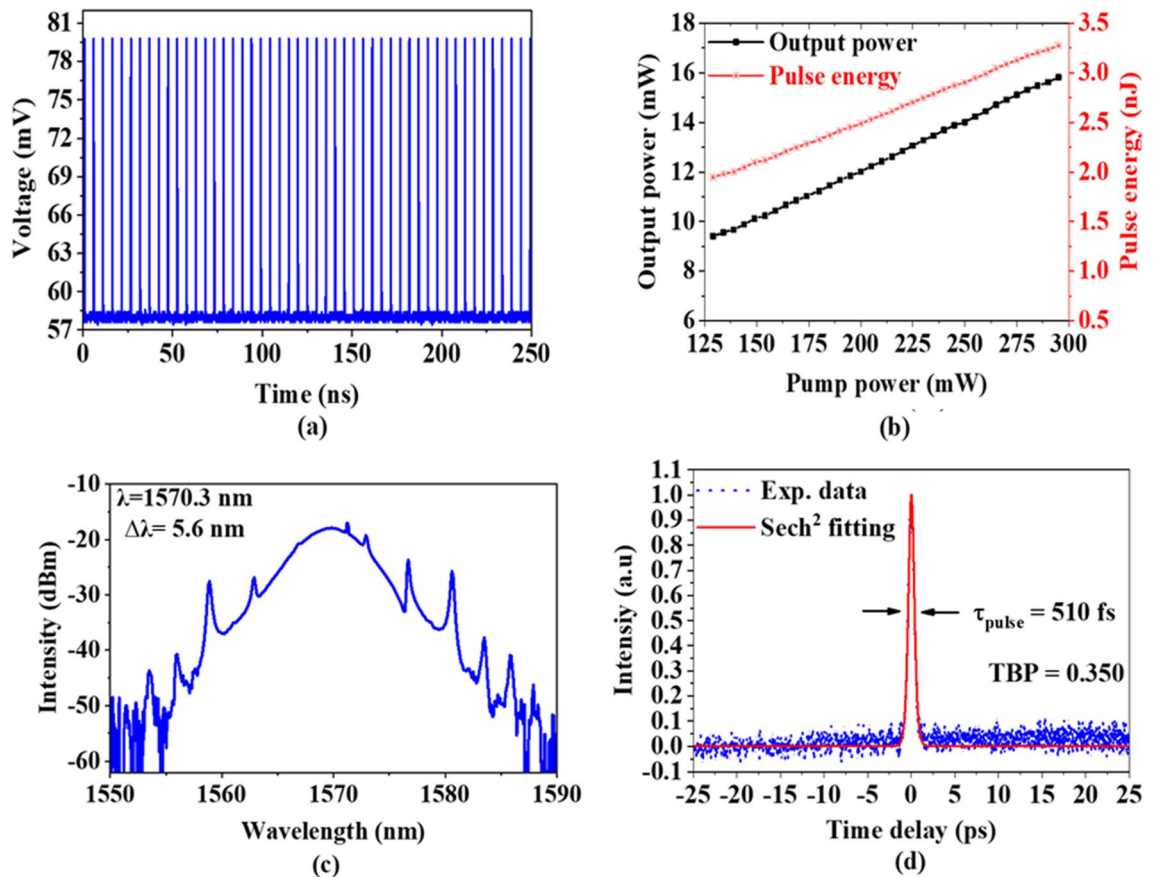 81
78
75
72
69
66
63
60
57
Voltage (mV)
0 50 100 150 200 250
Time (ns)
(a)
(b)
18
16
14
12
10
8
6
Output power (mW)
Output power
Pulse energy
3.5
3.0
2.5
2.0
1.5
1.0
0.5
Pulse energy (nJ)
125 150 175 200 225 250 275 300
Pump power (mW)
(b)
-10
-20
-30
-40
-50
-60
Intensity (dBm)
λ=1570.3 nm
Δλ= 5.6 nm
1550 1560 1570 1580 1590
Wavelength (nm)
(c)
1.1
1.0
0.9
0.8
0.7
0.6
0.5
0.4
0.3
0.2
0.1
0.0
-0.1
Intensiy (a.u)
Exp. data
Sech² fitting
τpulse = 510 fs
TBP = 0.350
-25 -20 -15 -10 -5 0 5 10 15 20 25
Time delay (ps)
(d)